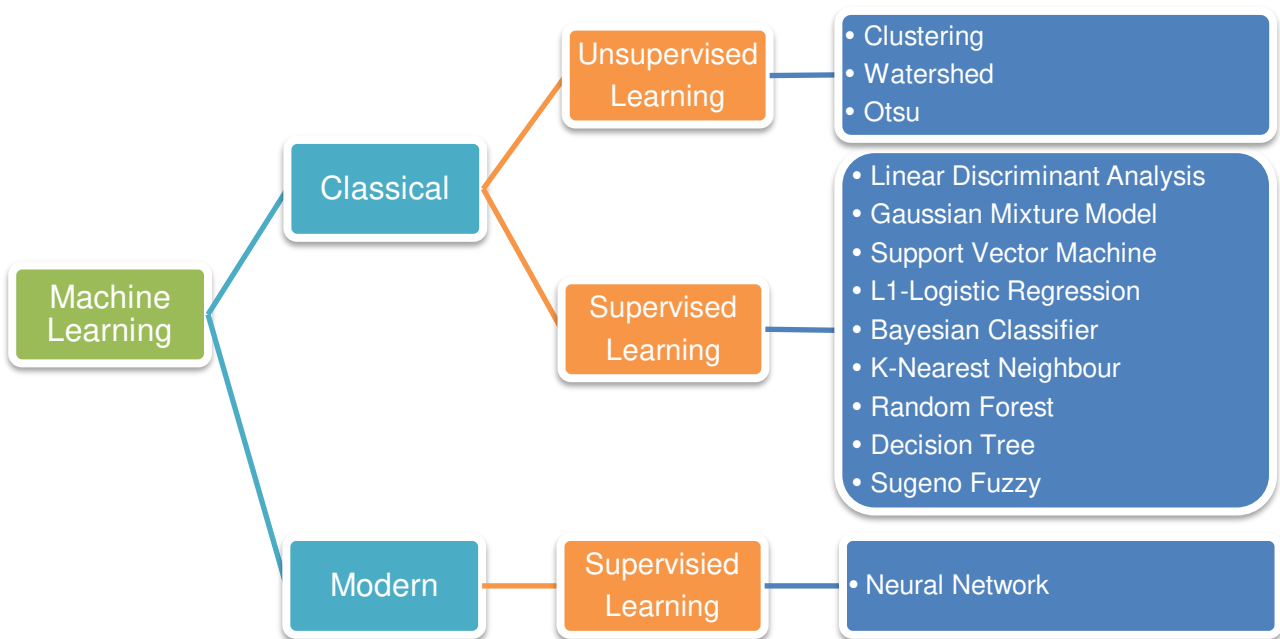 Machine
Learning
Classical
Unsupervised
Learning
• Clustering
• Watershed
• Otsu
Supervised
Learning
• Linear Discriminant Analysis
• Gaussian Mixture Model
• Support Vector Machine
• L1-Logistic Regression
• Bayesian Classifier
• K-Nearest Neighbour
• Random Forest
• Decision Tree
• Sugeno Fuzzy
Modern
Supervisied
Learning
• Neural Network